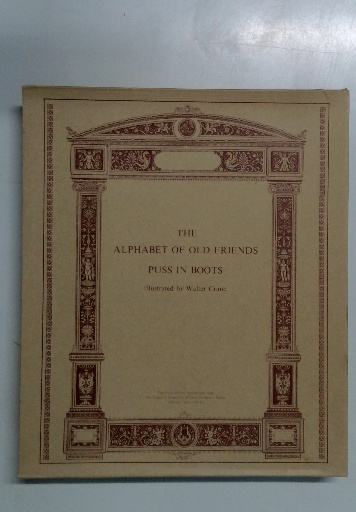 THE
ALPHABET OF OLD FRIENDS
PUSS IN BOOTS
Illustrated by Walter Crane